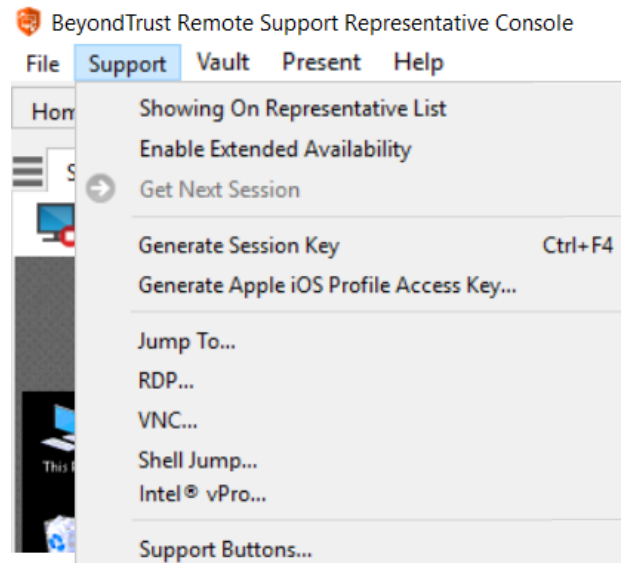 BeyondTrust Remote Support Representative Console
File Support Vault Present Help
Hom
S
Showing On Representative List
Enable Extended Availability
Get Next Session
Generate Session Key Ctrl+F4
Generate Apple iOS Profile Access Key...
Jump To...
RDP...
VNC...
Shell Jump...
Intel® vPro...
This
Support Buttons...